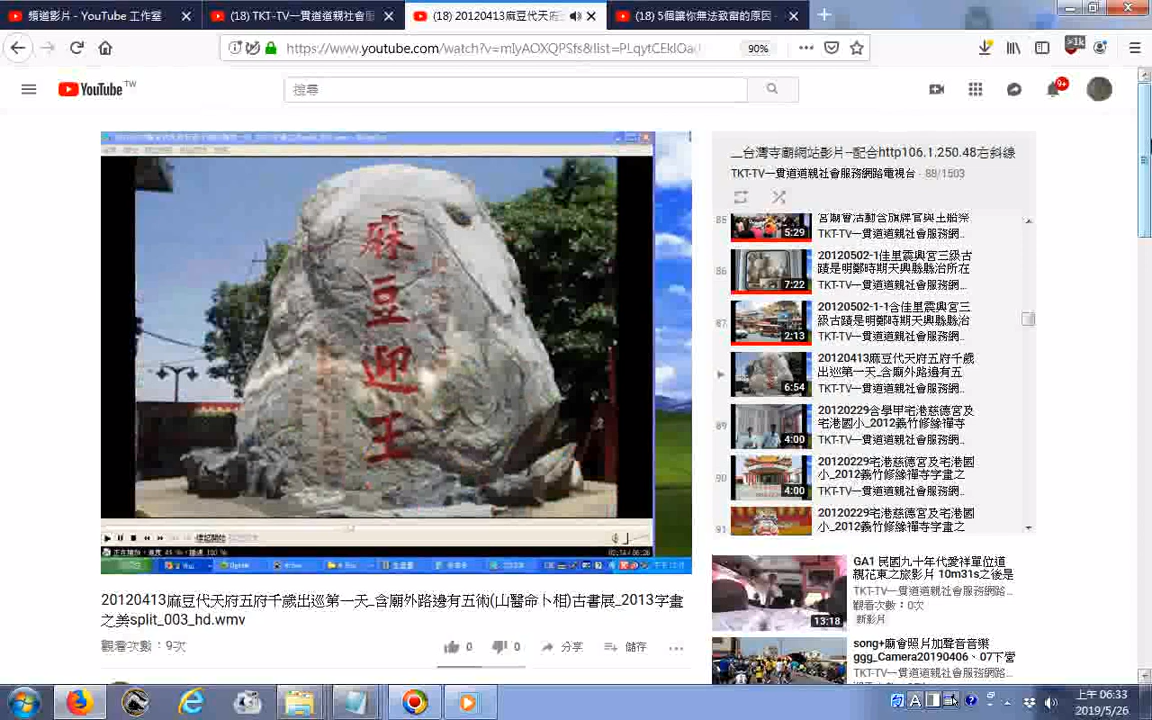 頻道影片 - YouTube 工作室
(18) TKT-TV一貫道道親社會
(18) 20120413麻豆代天府五
(18) 5個讓你無法致富的原因
https://www.youtube.com/watch?v=mlyAOXQPSfs&list=PLqytCEklOa
90%
YouTube TW
搜尋
9+
麻豆迎王
__台灣寺廟網站影片--配合http106.1.250.48右斜線
TKT-TV一貫道道親社會服務網路電視台 - 88/1503
85
宮廟會活動含旗牌官與王船祭
TKT-TV一貫道道親社會服務網..
5:29
86
20120502-1佳里震興宮三級古
蹟是明鄭時期天興縣縣治所在
TKT-TV一貫道道親社會服務網..
7:22
87
20120502-1-1含佳里震興宮三
級古蹟是明鄭時期天興縣縣治
TKT-TV一貫道道親社會服務網..
2:13
20120413麻豆代天府五府千歲
出巡第一天_含廟外路邊有五
TKT-TV一貫道道親社會服務網..
6:54
89
20120229含學甲宅港慈德宮及
宅港國小_2012義竹修緣禪寺
TKT-TV一貫道道親社會服務網..
4:00
90
20120229宅港慈德宮及宅港國
小_2012義竹修緣禪寺字畫之
TKT-TV一貫道道親社會服務網..
4:00
91
20120229宅港慈德宮及宅港國
小_2012義竹修緣禪寺字畫之
20120413麻豆代天府五府千歲出巡第一天_含廟外路邊有五術(山醫命卜相)古書展_2013字畫
之美split_003_hd.wmv
觀看次數：9次
0
0
分享
儲存
GA1 民國九十年代愛祥單位道
親花東之旅影片 10m31s之後是
TKT-TV一貫道道親社會服務網..
觀看次數：0次
新影片
13:18
song+廟會照片加聲音音樂
ggg_Camera20190406、07下營
TKT-TV一貫道道親社會服務網..
上午 06:33
2019/5/26